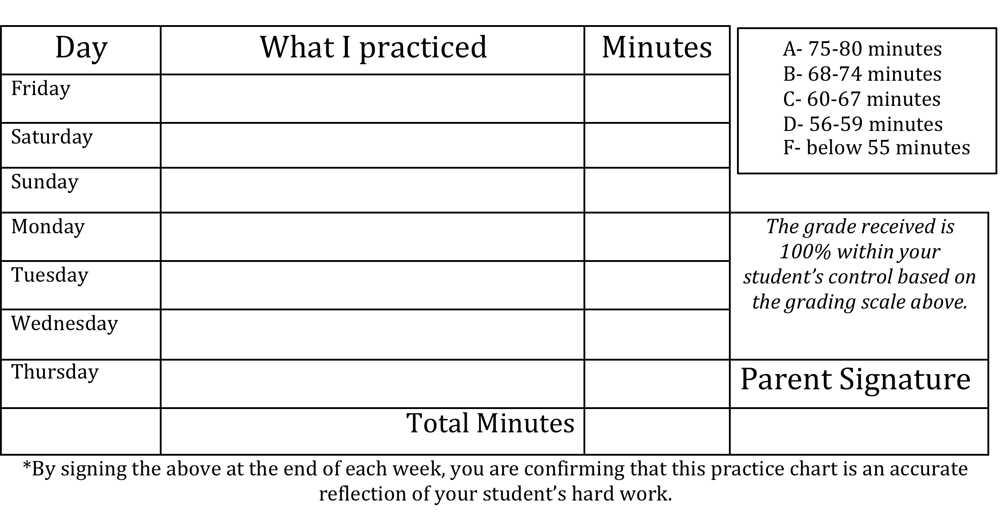 Day What I practiced Minutes
A- 75-80 minutes
B- 68-74 minutes
C- 60-67 minutes
D- 56-59 minutes
F- below 55 minutes
Friday
Saturday
Sunday
Monday
Tuesday
Wednesday
The grade received is
100% within your
student’s control based on
the grading scale above.
Thursday
Parent Signature
Total Minutes
*By signing the above at the end of each week, you are confirming that this practice chart is an accurate
reflection of your student’s hard work.